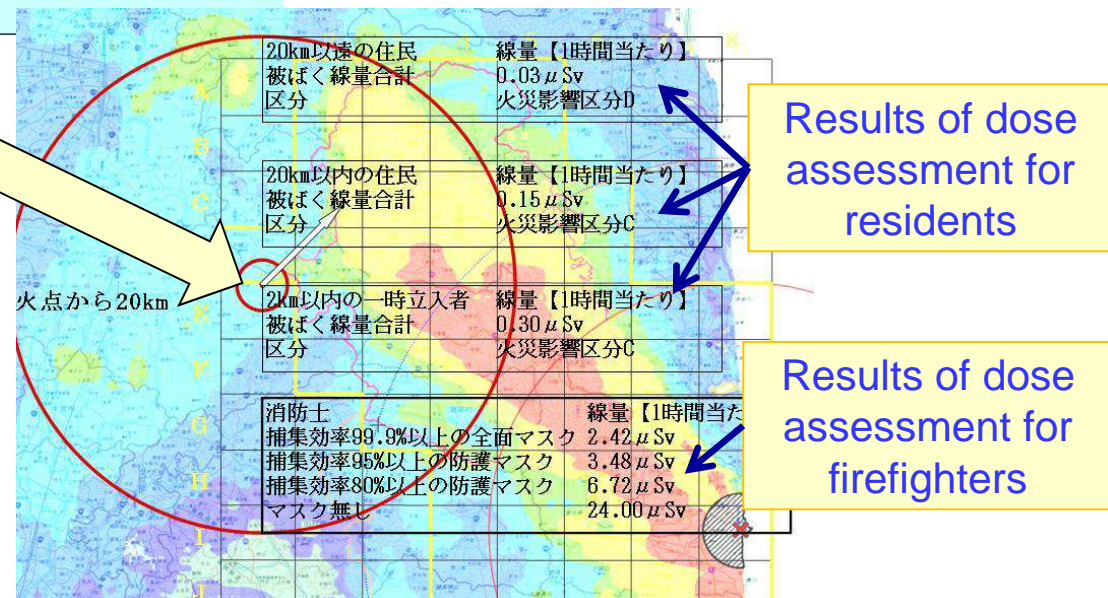 20km以遠の住民 線量【1時間当たり】
被ばく線量合計 0.03μSv
区分 火災影響区分D
20km以内の住民 線量【1時間当たり】
被ばく線量合計 0.15μSv
区分 火災影響区分C
火点から20km
2km以内の一時立入者 線量【1時間当たり】
被ばく線量合計 0.30μSv
区分 火災影響区分C
消防士 線量【1時間当た
捕集効率99.9%以上の全面マスク 2.42μSv
捕集効率95%以上の防護マスク 3.48μSv
捕集効率80%以上の防護マスク 6.72μSv
マスク無し 24.00μSv
Results of dose
assessment for
residents
Results of dose
assessment for
firefighters
B
C
G
H
I
J